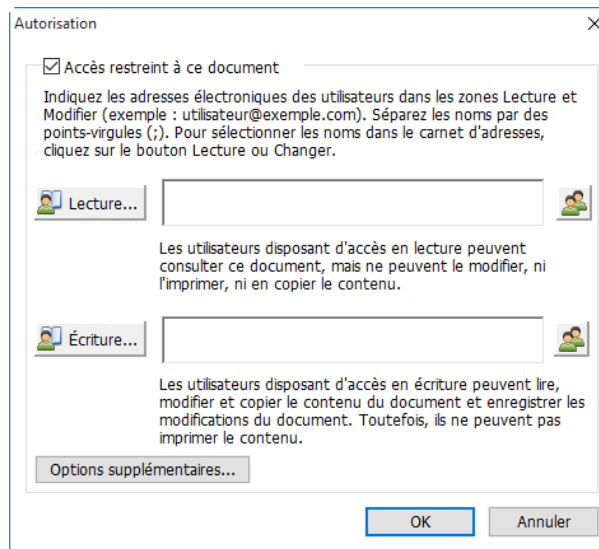 Autorisation
Accès restreint à ce document
Indiquez les adresses électroniques des utilisateurs dans les zones Lecture et
Modifier (exemple : utilisateur@exemple.com). Séparez les noms par des
points-virgules (;). Pour sélectionner les noms dans le carnet d'adresses,
cliquez sur le bouton Lecture ou Changer.
Lecture...
Les utilisateurs disposant d'accès en lecture peuvent
consulter ce document, mais ne peuvent le modifier, ni
l'imprimer, ni en copier le contenu.
Écriture...
Les utilisateurs disposant d'accès en écriture peuvent lire,
modifier et copier le contenu du document et enregistrer les
modifications du document. Toutefois, ils ne peuvent pas
imprimer le contenu.
Options supplémentaires...
OK Annuler